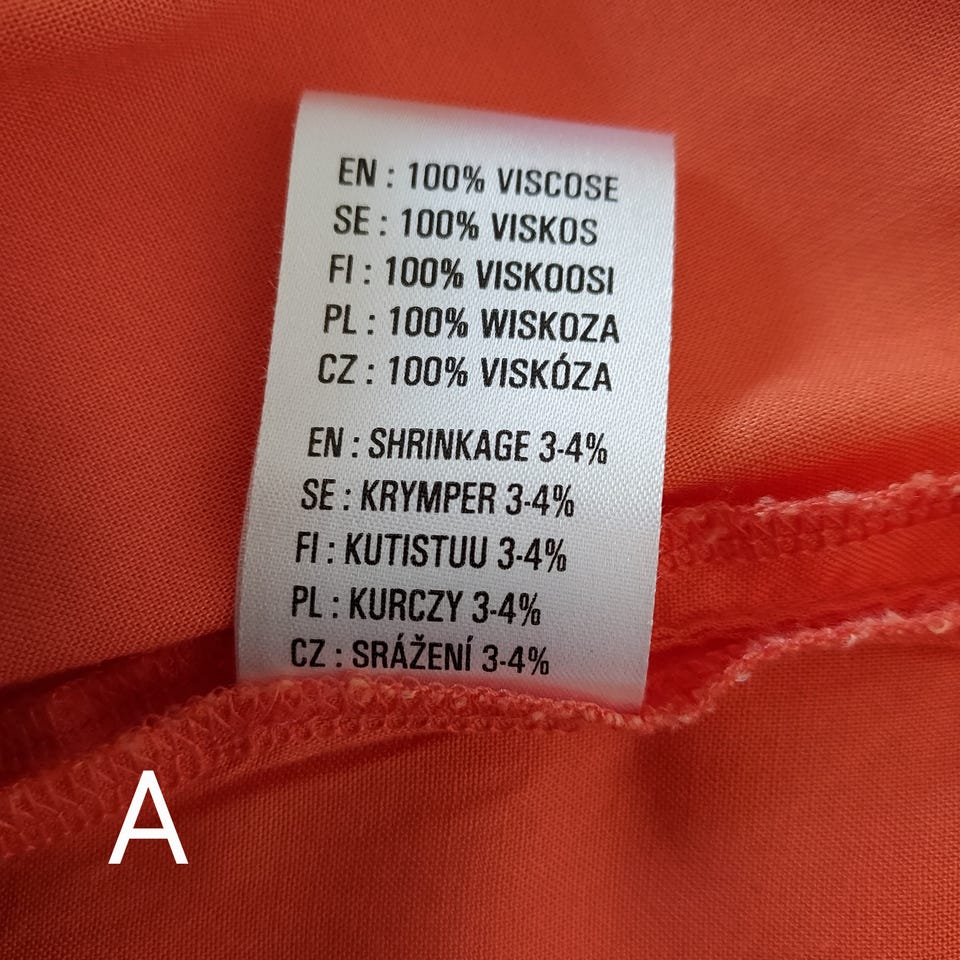 EN : 100% VISCOSE
SE : 100% VISKOS
FI : 100% VISKOOSI
PL : 100% WISKOZA
CZ : 100% VISKÓZA
EN : SHRINKAGE 3-4%
SE : KRYMPER 3-4%
FI : KUTISTUU 3-4%
PL : KURCZY 3-4%
CZ : SRÁŽENÍ 3-4%
A